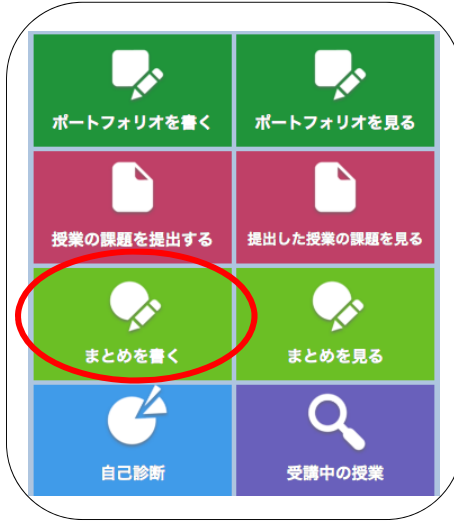 ポートフォリオを書く
ポートフォリオを見る
授業の課題を提出する
提出した授業の課題を見る
まとめを書く
まとめを見る
自己診断
受講中の授業